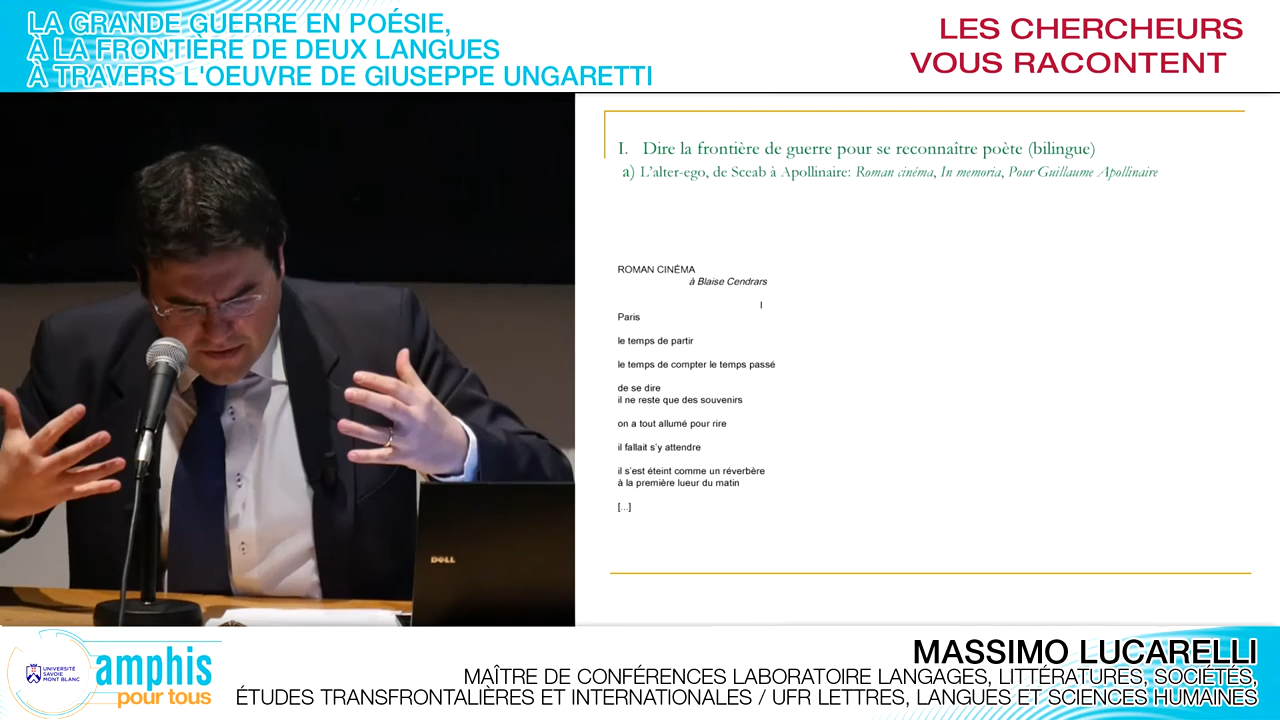 LA GRANDE GUERRE EN POÉSIE,
À LA FRONTIÈRE DE DEUX LANGUES
À TRAVERS L'OEUVRE DE GIUSEPPE UNGARETTI
LES CHERCHEURS
VOUS RACONTENT
I. Dire la frontière de guerre pour se reconnaître poète (bilingue)
a) L'alter-ego, de Sceab à Apollinaire: Roman cinéma, In memoria, Pour Guillaume Apollinaire
ROMAN CINÉMA
à Blaise Cendrars
I
Paris
le temps de partir
le temps de compter le temps passé
de se dire
il ne reste que des souvenirs
on a tout allumé pour rire
il fallait s'y attendre
il s'est éteint comme un réverbère
à la première lueur du matin
[...]
DELL
UNIVERSITÉ
SAVOIE
MONT BLANC
amphis
pour tous
MASSIMO LUCARELLI
MAÎTRE DE CONFÉRENCES LABORATOIRE LANGAGES, LITTÉRATURES, SOCIÉTÉS,
ÉTUDES TRANSFRONTALIÈRES ET INTERNATIONALES / UFR LETTRES, LANGUES ET SCIENCES HUMAINES